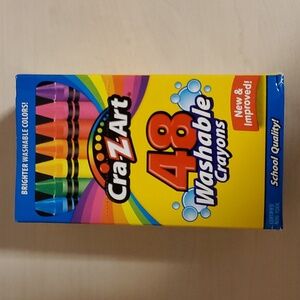 BRIGHTER WASHABLE COLORS!
Cra-Z-Art
48
Washable
Crayons
New &
Improved!
School Quality!